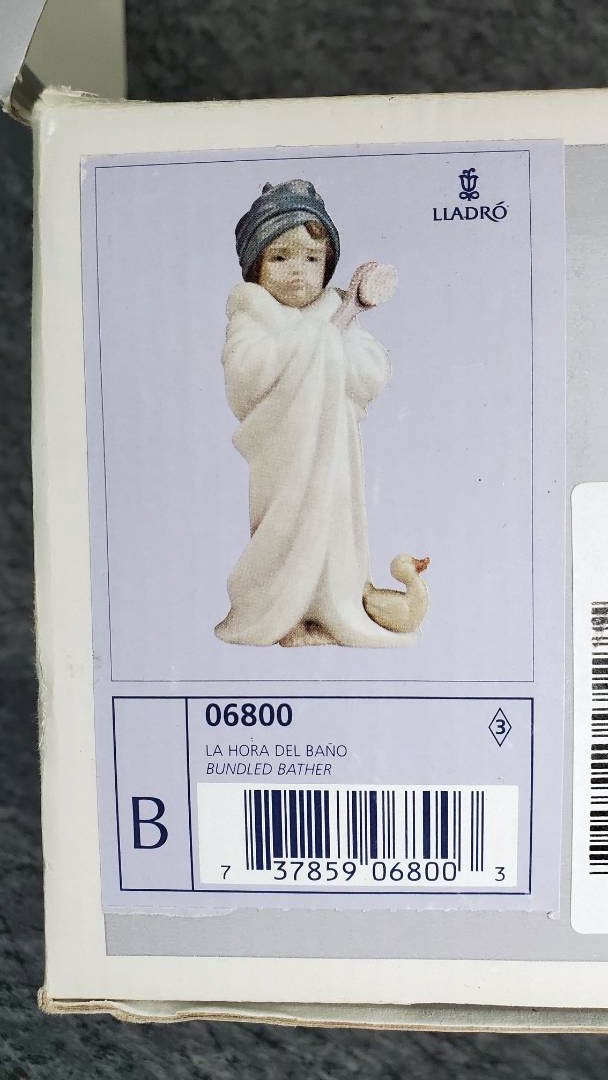 LLADRÓ
06800
3
LA HORA DEL BAÑO
BUNDLED BATHER
B
7 37859 06800 3